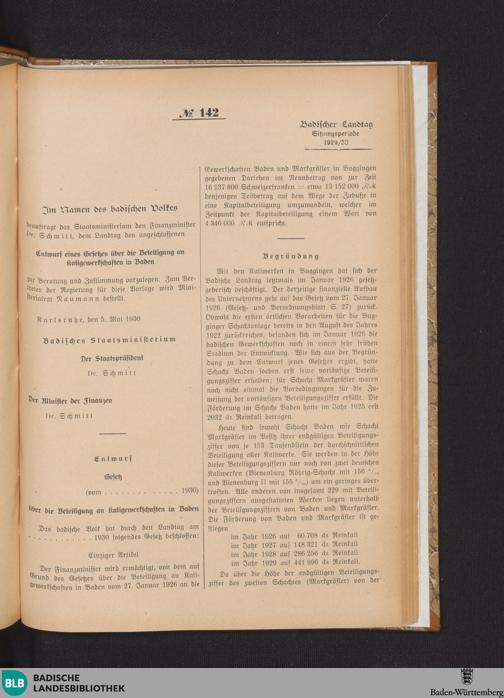 № 142
Badischer Landtag
Sitzungsperiode
1929/30
Im Namen des badischen Volkes
beauftragt das Staatsministerium den Finanzminister
Dr. Schmitt, dem Landtag den angeschlossenen
Entwurf eines Gesetzes über die Beteiligung an
Kaligewerkschaften in Baden
zur Beratung und Zustimmung vorzulegen. Zum Ver-
treter der Regierung für diese Vorlage wird Mini-
sterialrat Naumann bestellt.
Karlsruhe, den 5. Mai 1930
Badisches Staatsministerium
Der Staatspräsident
Dr. Schmitt
Der Minister der Finanzen
Dr. Schmitt
Entwurf
Gesetz
(vom . . . . . . . . . . . . 1930)
über die Beteiligung an Kaligewerkschaften in Baden
Das badische Volk hat durch den Landtag am
. . . . . . . . . . . . 1930 folgendes Gesetz beschlossen:
Einziger Artikel
Der Finanzminister wird ermächtigt, von dem auf
Grund des Gesetzes über die Beteiligung an Kali-
gewerkschaften in Baden vom 27. Januar 1926 an die
Gewerkschaften Baden und Markgräfler in Buggingen
gegebenen Darlehen im Nennbetrag von zur Zeit
16 237 800 Schweizerfranken = etwa 13 152 000 R.K
denjenigen Teilbetrag auf dem Wege der Zubuße in
eine Kapitalbeteiligung umzuwandeln, welcher im
Zeitpunkt der Kapitalbeteiligung einem Wert von
4 340 000 R.K entspricht.
Begründung
Mit den Kaliwerken in Buggingen hat sich der
Badische Landtag letztmals im Januar 1926 gesetz-
geberisch beschäftigt. Der derzeitige finanzielle Aufbau
des Unternehmens geht auf das Gesetz vom 27. Januar
1926 (Gesetz- und Verordnungsblatt S. 27) zurück.
Obwohl die ersten örtlichen Vorarbeiten für die Bug-
ginger Schachtanlage bereits in den August des Jahres
1922 zurückreichen, befanden sich im Januar 1926 die
badischen Gewerkschaften noch in einem sehr frühen
Stadium der Entwicklung. Wie sich aus der Begrün-
dung zu dem Entwurf jenes Gesetzes ergibt, hatte
Schacht Baden soeben erst seine vorläufige Beteili-
gungsziffer erhalten; für Schacht Markgräfler waren
noch nicht einmal die Vorbedingungen für die Zu-
weisung der vorläufigen Beteiligungsziffer erfüllt. Die
Förderung im Schacht Baden hatte im Jahr 1925 erst
2032 dz Reinkali betragen.
Heute sind sowohl Schacht Baden wie Schacht
Markgräfler im Besitz ihrer endgültigen Beteiligungs-
ziffer von je 153 Tausendstel der durchschnittlichen
Beteiligung aller Kaliwerke. Sie werden in der Höhe
dieser Beteiligungsziffern nur noch von zwei deutschen
Kaliwerken (Bienenburg Röhrig-Schacht mit 156 °/₀₀
und Bienenburg II mit 155 °/₀₀) um ein geringes über-
troffen. Alle anderen von insgesamt 229 mit Beteili-
gungsziffern ausgestatteten Werken liegen unterhalb
der Beteiligungsziffern von Baden und Markgräfler.
Die Förderung von Baden und Markgräfler ist ge-
stiegen
im Jahr 1926 auf 60 708 dz Reinkali
im Jahr 1927 auf 148 321 dz Reinkali
im Jahr 1928 auf 286 256 dz Reinkali
im Jahr 1929 auf 441 996 dz Reinkali.
Da über die Höhe der endgültigen Beteiligungs-
ziffer des zweiten Schachtes (Markgräfler) von der
BLB
BADISCHE
LANDESBIBLIOTHEK
Baden-Württemberg